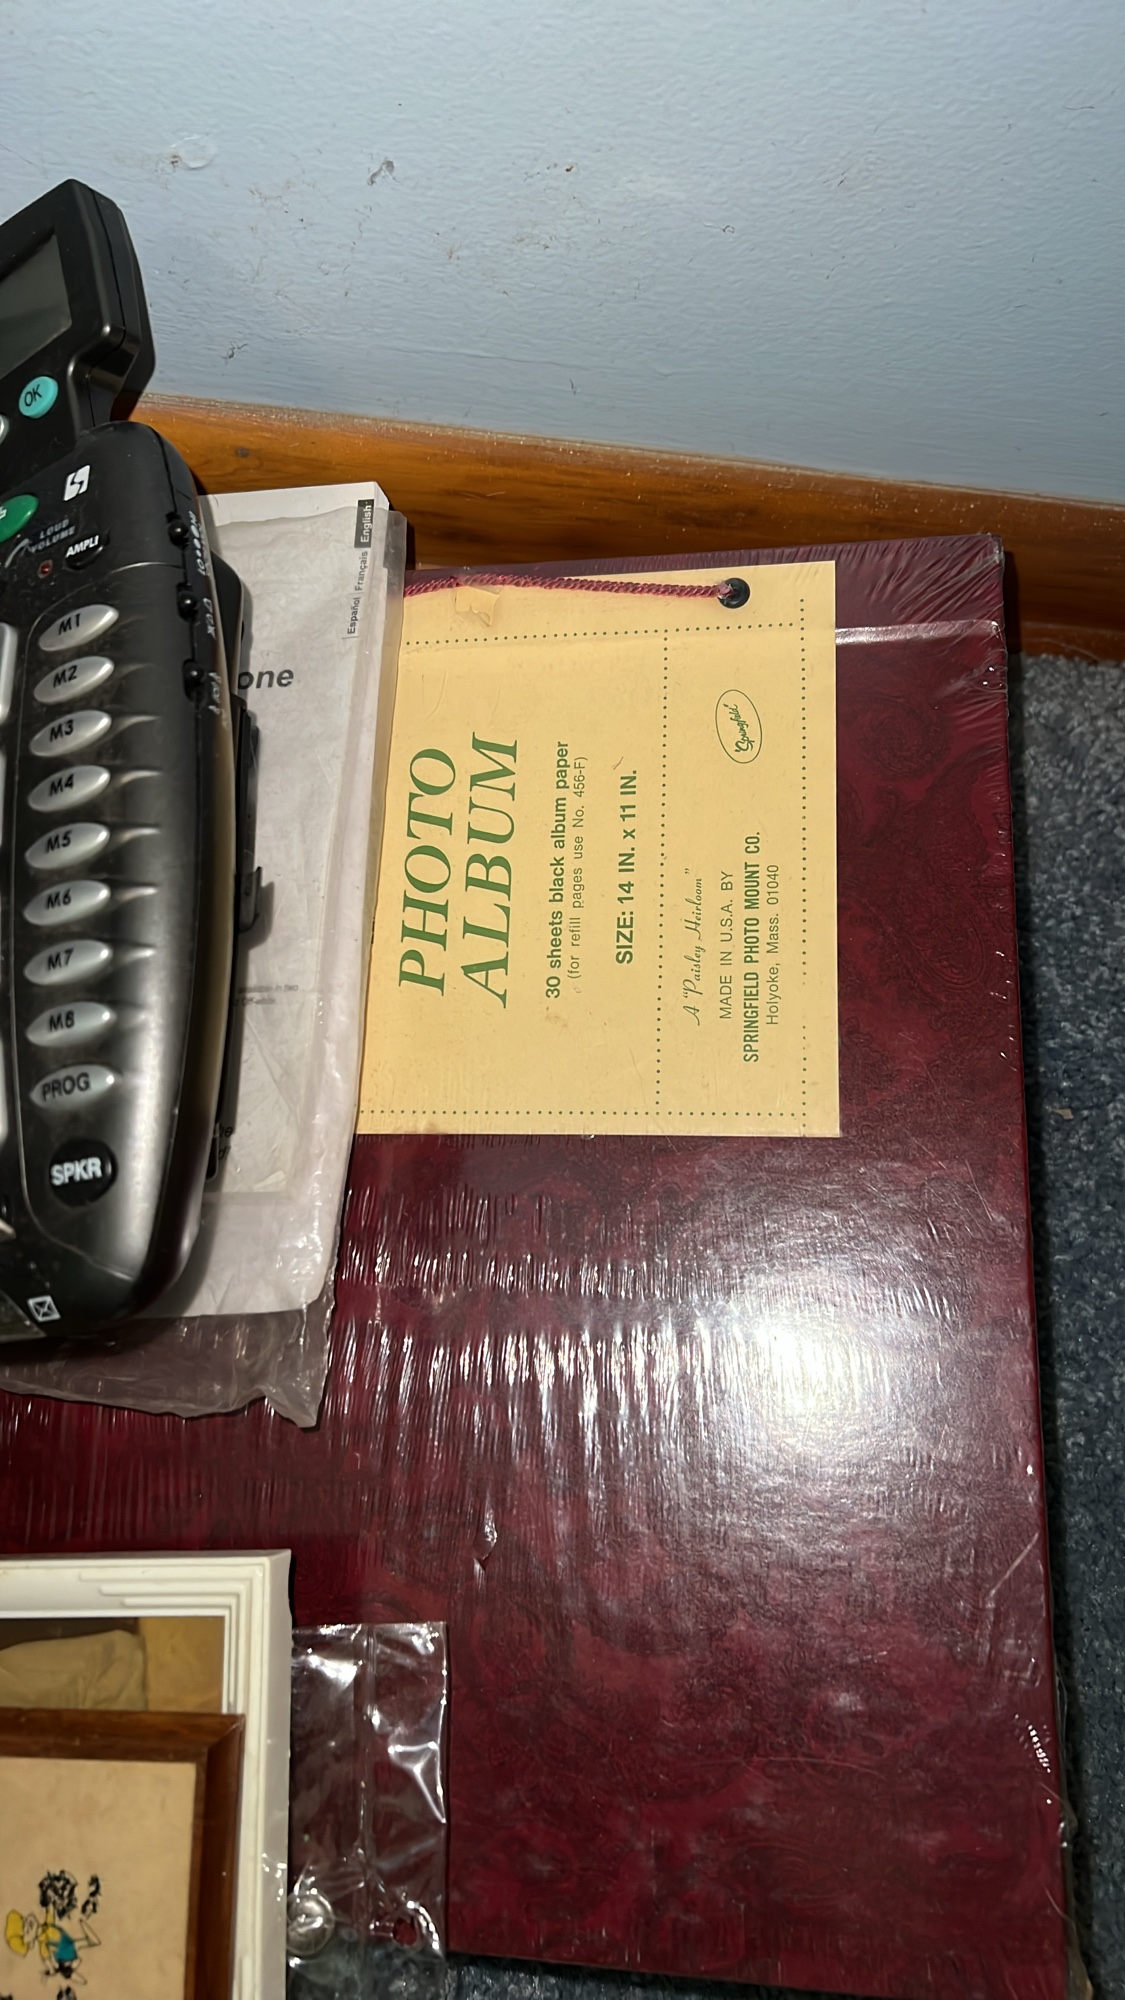 PHOTO
ALBUM
30 sheets black album paper
(for refill pages use No. 456-F)
SIZE: 14 IN. x 11 IN.
A "Paisley Heirloom"
MADE IN U.S.A. BY
SPRINGFIELD PHOTO MOUNT CO.
Holyoke, Mass. 01040
Springfield
OK
LOUD
VOLUME
AMPLI
M1
M2
M3
M4
M5
M6
M7
M8
PROG
SPKR
Español Français English
one